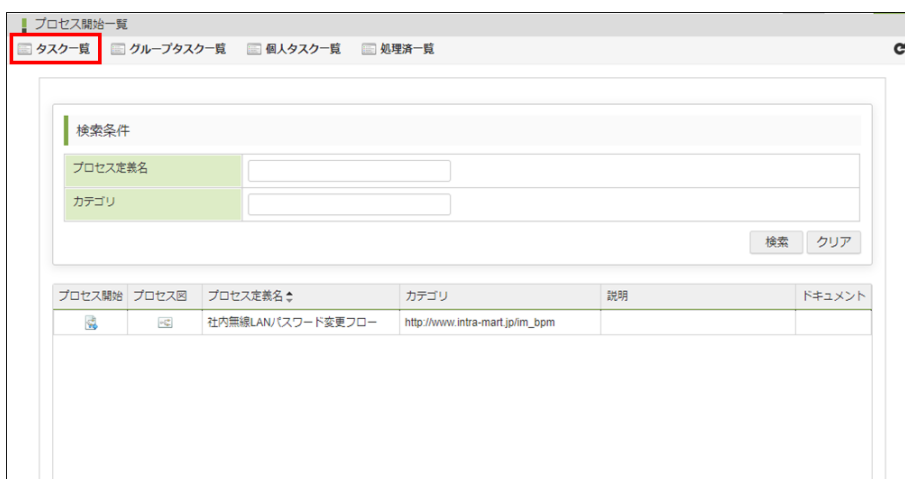 プロセス開始一覧
タスク一覧 グループタスク一覧 個人タスク一覧 処理済一覧
検索条件
プロセス定義名
カテゴリ
検索 クリア
プロセス開始 プロセス図 プロセス定義名 カテゴリ 説明 ドキュメント
社内無線LANパスワード変更フロー http://www.intra-mart.jp/im_bpm